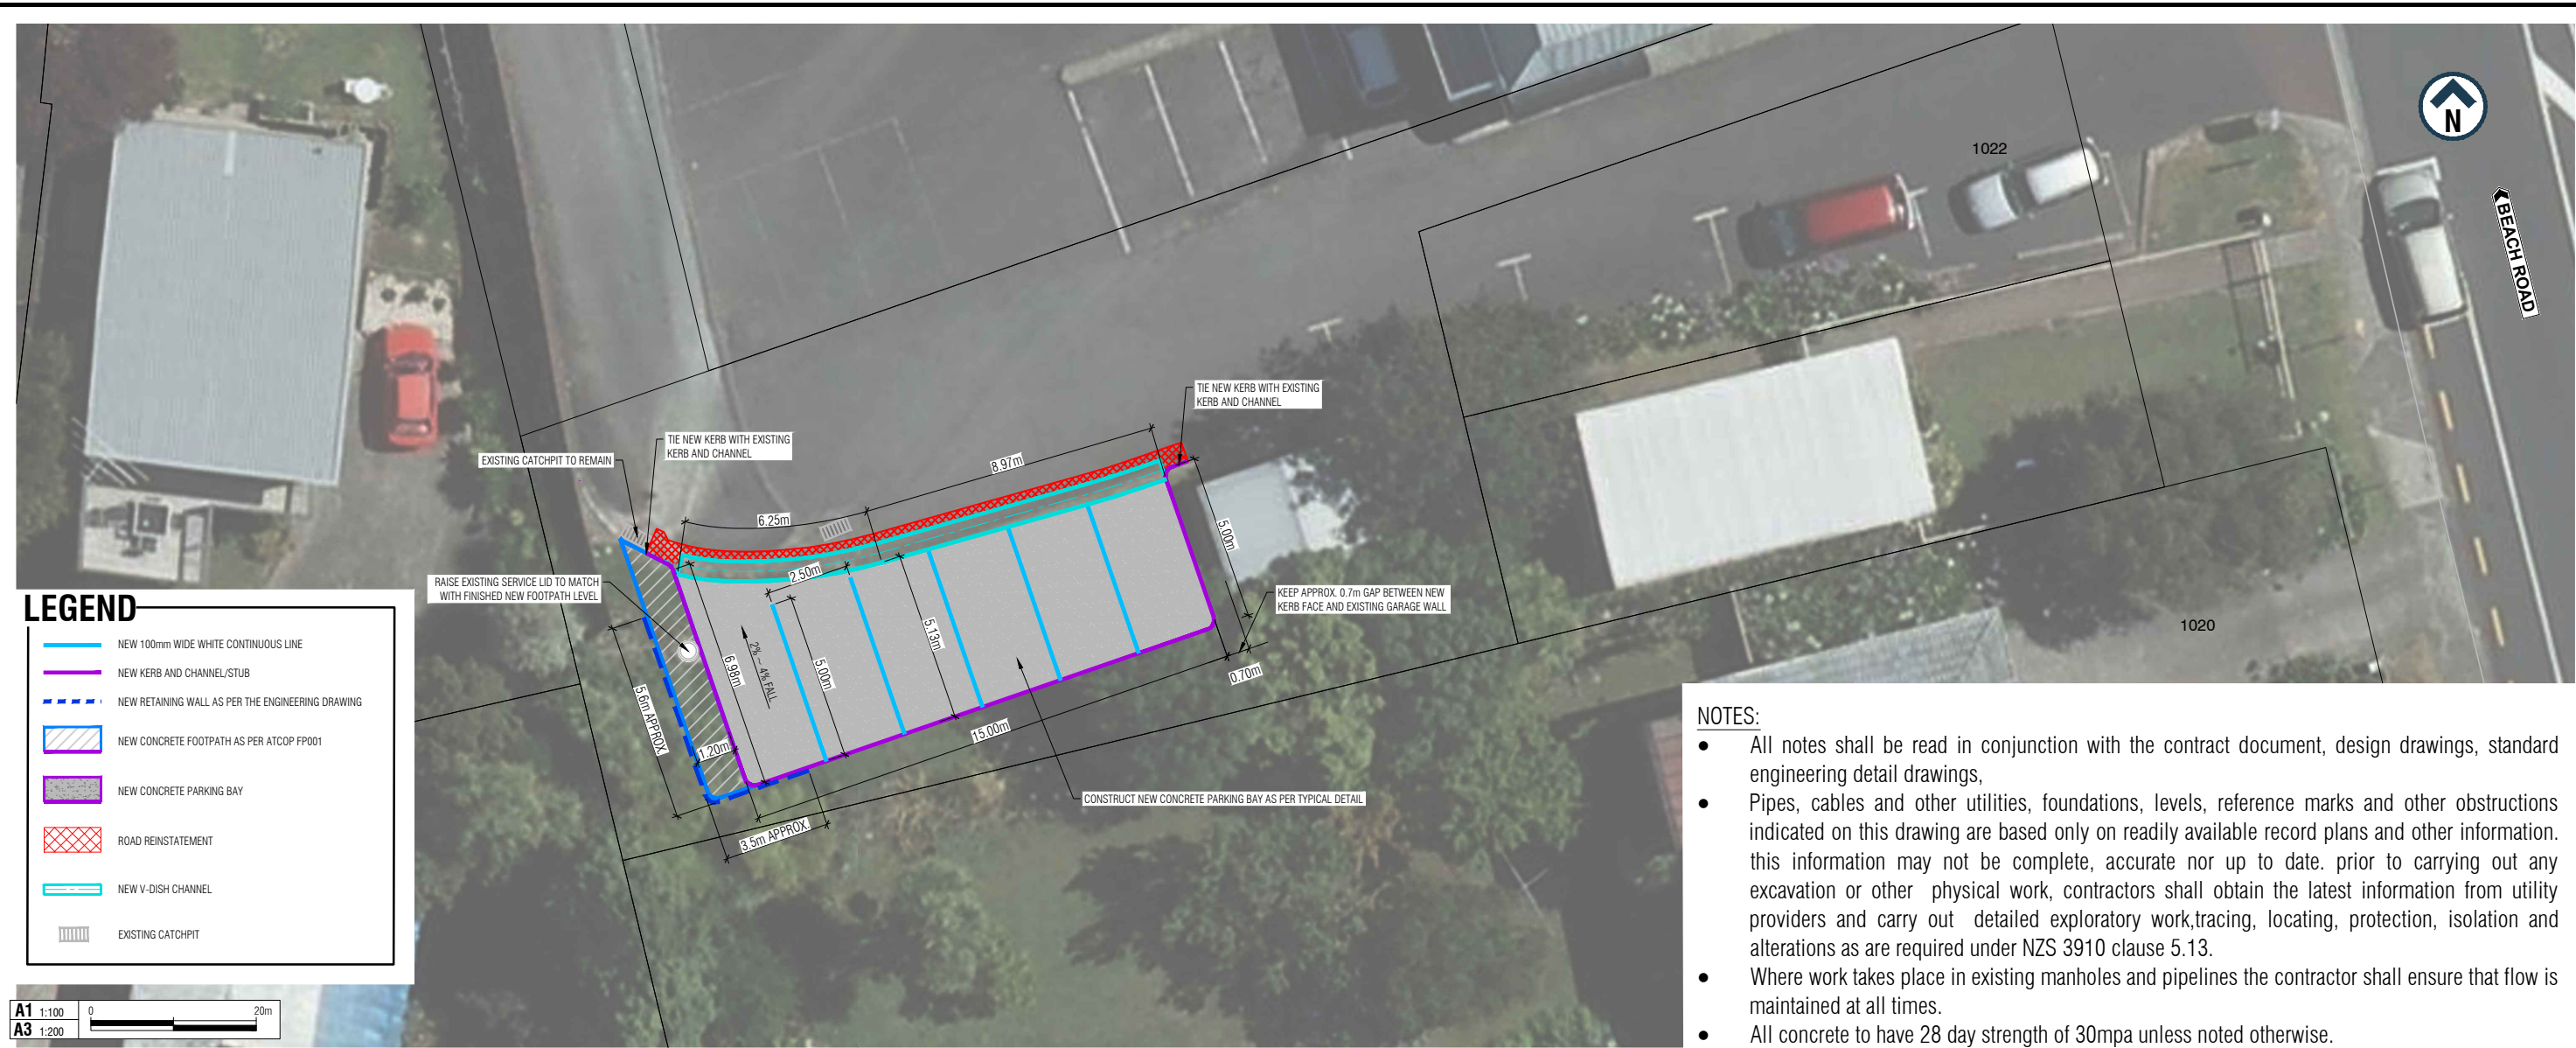 N
1022
BEACH ROAD
TIE NEW KERB WITH EXISTING
KERB AND CHANNEL
TIE NEW KERB WITH EXISTING
KERB AND CHANNEL
EXISTING CATCHPIT TO REMAIN
8.97m
6.25m
5.00m
RAISE EXISTING SERVICE LID TO MATCH
WITH FINISHED NEW FOOTPATH LEVEL
2.50m
KEEP APPROX. 0.7m GAP BETWEEN NEW
KERB FACE AND EXISTING GARAGE WALL
1020
5.13m
6.98m
2% – 4% FALL
5.00m
0.70m
5.6m APPROX.
15.00m
1.20m
CONSTRUCT NEW CONCRETE PARKING BAY AS PER TYPICAL DETAIL
3.5m APPROX.
LEGEND
NEW 100mm WIDE WHITE CONTINUOUS LINE
NEW KERB AND CHANNEL/STUB
NEW RETAINING WALL AS PER THE ENGINEERING DRAWING
NEW CONCRETE FOOTPATH AS PER ATCOP FP001
NEW CONCRETE PARKING BAY
ROAD REINSTATEMENT
NEW V-DISH CHANNEL
EXISTING CATCHPIT
A1 1:100
A3 1:200
0 20m
NOTES:
● All notes shall be read in conjunction with the contract document, design drawings, standard
engineering detail drawings,
● Pipes, cables and other utilities, foundations, levels, reference marks and other obstructions
indicated on this drawing are based only on readily available record plans and other information.
this information may not be complete, accurate nor up to date. prior to carrying out any
excavation or other physical work, contractors shall obtain the latest information from utility
providers and carry out detailed exploratory work,tracing, locating, protection, isolation and
alterations as are required under NZS 3910 clause 5.13.
● Where work takes place in existing manholes and pipelines the contractor shall ensure that flow is
maintained at all times.
● All concrete to have 28 day strength of 30mpa unless noted otherwise.